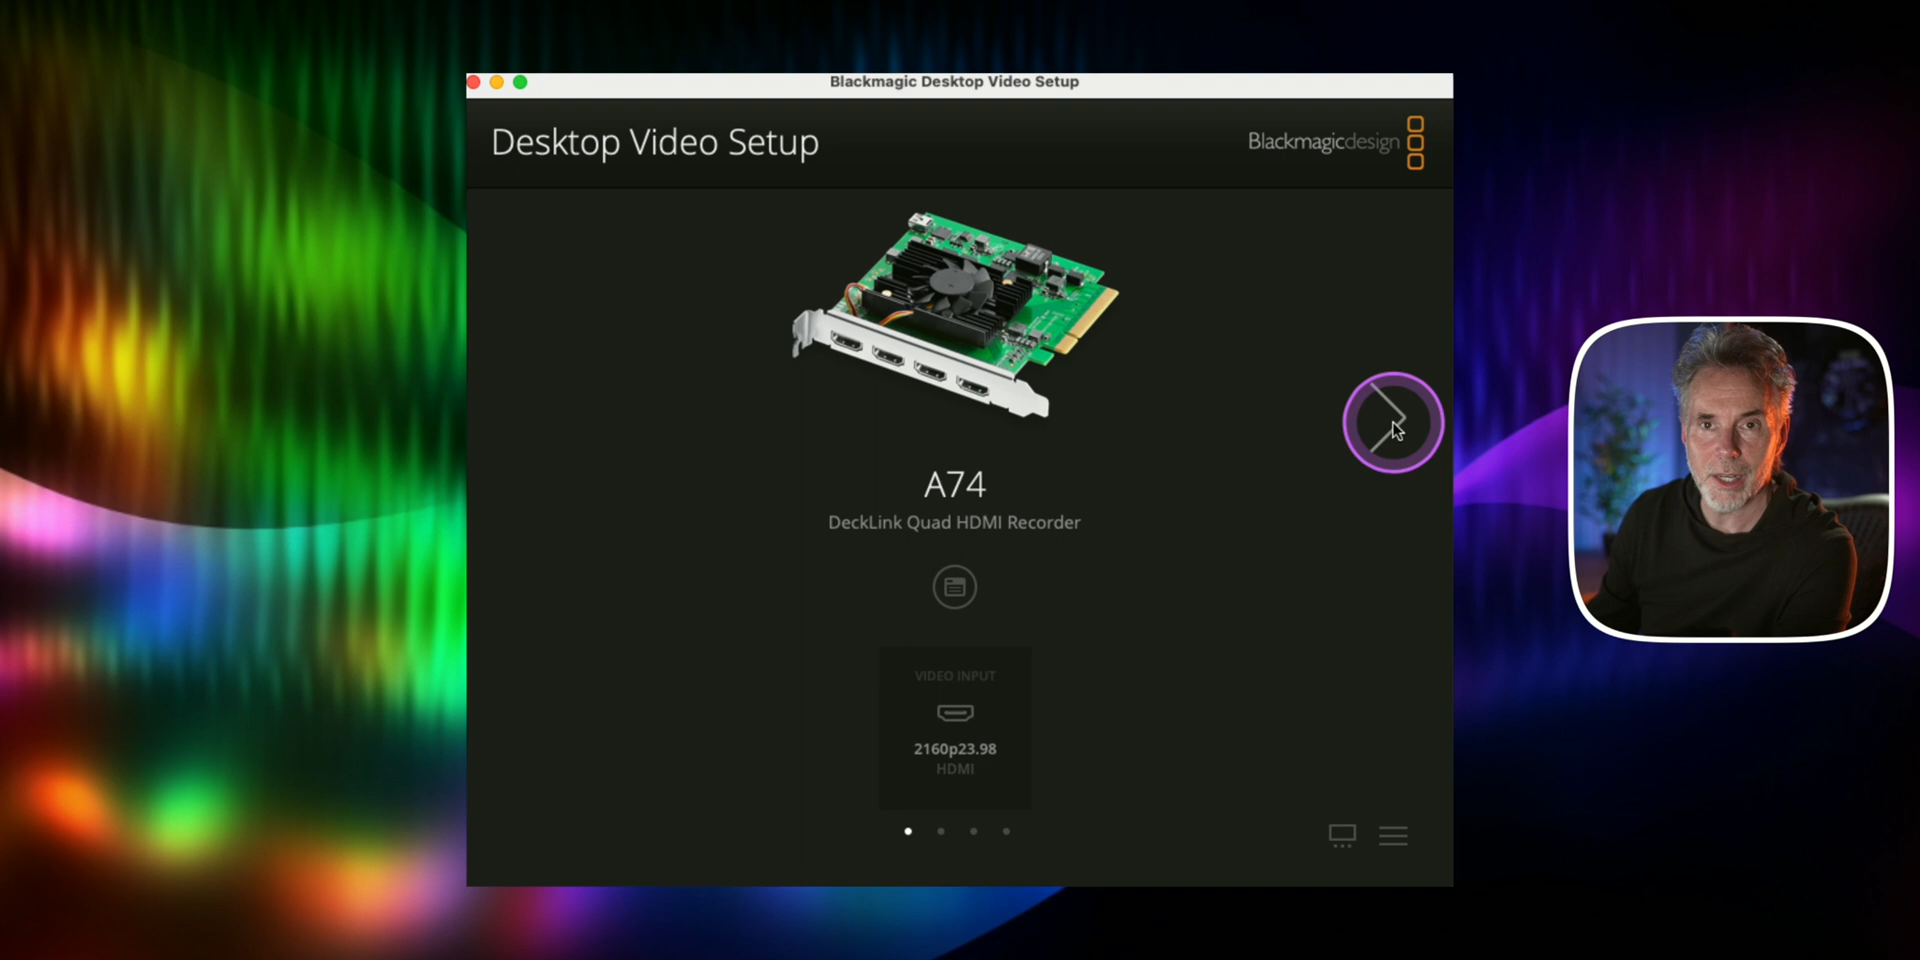 Blackmagic Desktop Video Setup
Desktop Video Setup
Blackmagicdesign
A74
DeckLink Quad HDMI Recorder
VIDEO INPUT
2160p23.98
HDMI